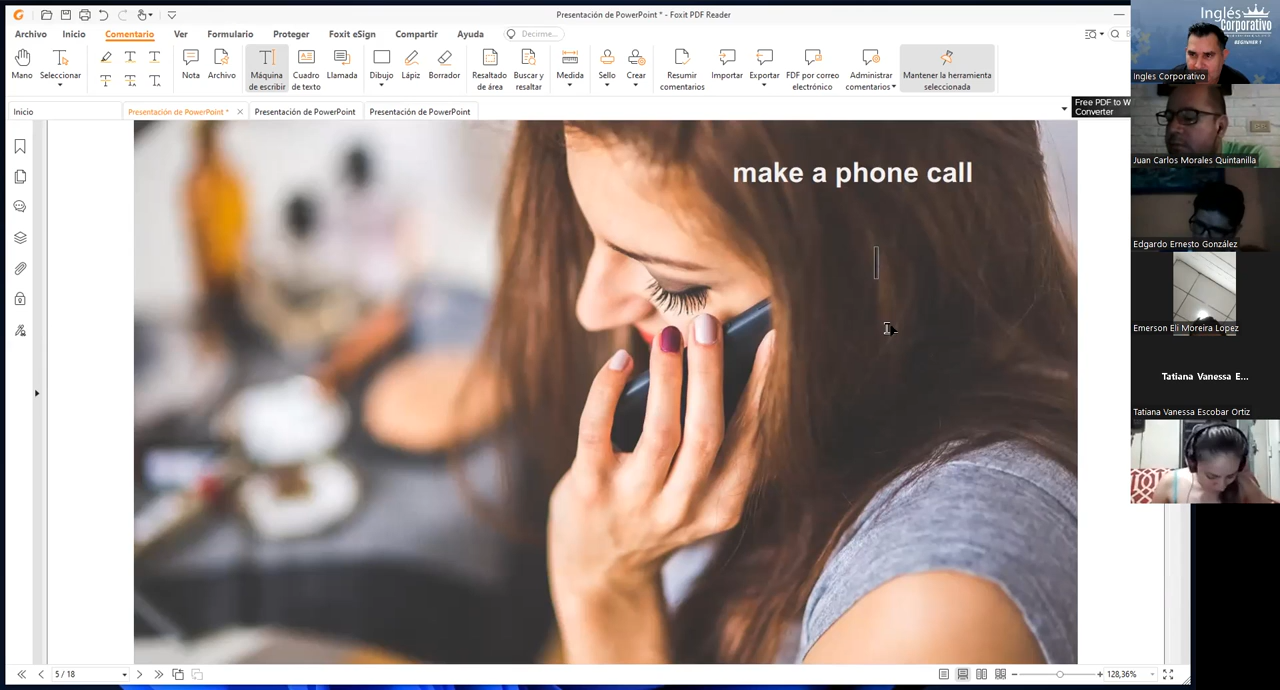 Presentación de PowerPoint * - Foxit PDF Reader
Archivo Inicio Comentario Ver Formulario Proteger Foxit eSign Compartir Ayuda Decirme...
Mano
Seleccionar
Nota
Archivo
Máquina de escribir
Cuadro de texto
Llamada
Dibujo
Lápiz
Borrador
Resaltado de área
Buscar y resaltar
Medida
Sello
Crear
Resumir comentarios
Importar
Exportar
FDF por correo electrónico
Administrar comentarios
Mantener la herramienta seleccionada
Inicio Presentación de PowerPoint * Presentación de PowerPoint Presentación de PowerPoint
Free PDF to W
Converter
make a phone call
5 / 18
128,36%
Inglés
Corporativo
BEGINNER 1
Ingles Corporativo
Juan Carlos Morales Quintanilla
Edgardo Ernesto González
Emerson Eli Moreira Lopez
Tatiana Vanessa E...
Tatiana Vanessa Escobar Ortiz